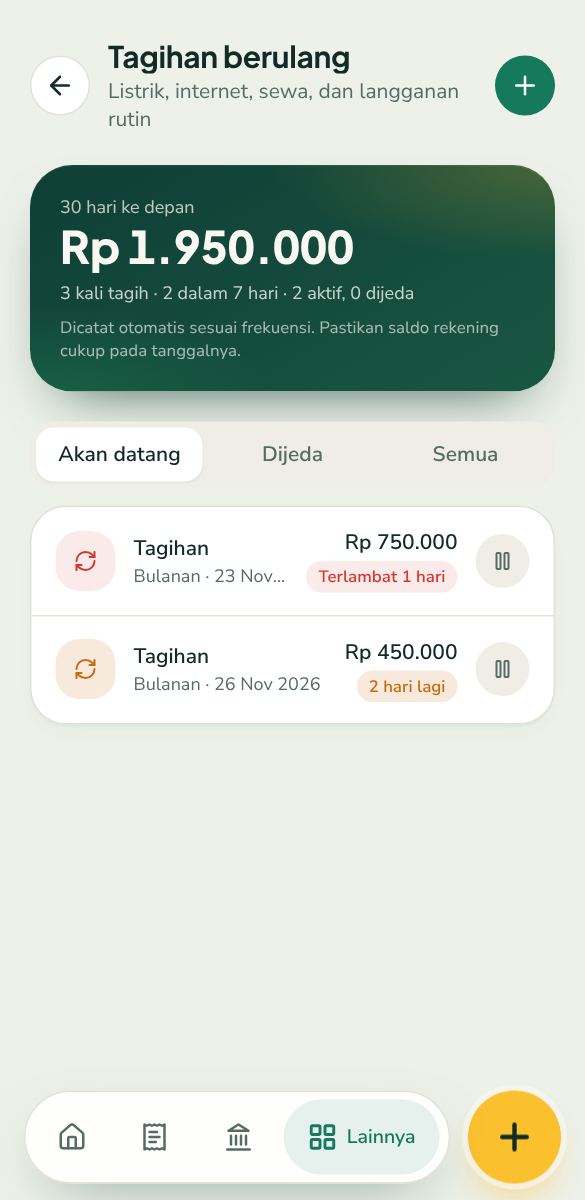 Tagihan berulang
Listrik, internet, sewa, dan langganan
rutin
30 hari ke depan
Rp 1.950.000
3 kali tagih · 2 dalam 7 hari · 2 aktif, 0 dijeda
Dicatat otomatis sesuai frekuensi. Pastikan saldo rekening
cukup pada tanggalnya.
Akan datang
Dijeda
Semua
Tagihan
Rp 750.000
Bulanan · 23 Nov...
Terlambat 1 hari
Tagihan
Rp 450.000
Bulanan · 26 Nov 2026
2 hari lagi
Lainnya